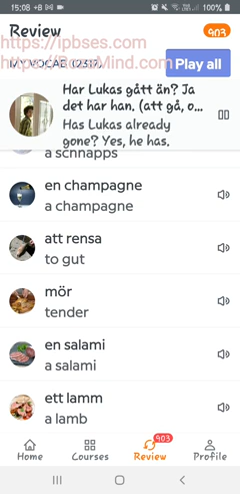 15:08 +B M 100%
Review
903
https://ipbses.com
MY VOCAB (2317)
Play all
Har Lukas gått än? Ja
det har han. (att gå, o...
Has Lukas already
gone? Yes, he has.
a schnapps
en champagne
a champagne
att rensa
to gut
mör
tender
en salami
a salami
ett lamm
a lamb
903
Home
Courses
Review
Profile